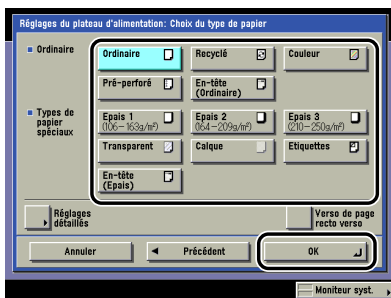 Réglages du plateau d'alimentation: Choix du type de papier
Ordinaire
Ordinaire
Recyclé
Couleur
Pré-perforé
En-tête
(Ordinaire)
Types de
papier
spéciaux
Epais 1
(106–163g/m²)
Epais 2
(164–209g/m²)
Epais 3
(210–250g/m²)
Transparent
Calque
Etiquettes
En-tête
(Epais)
Réglages
détaillés
Verso de page
recto verso
Annuler
Précédent
OK
Moniteur syst.